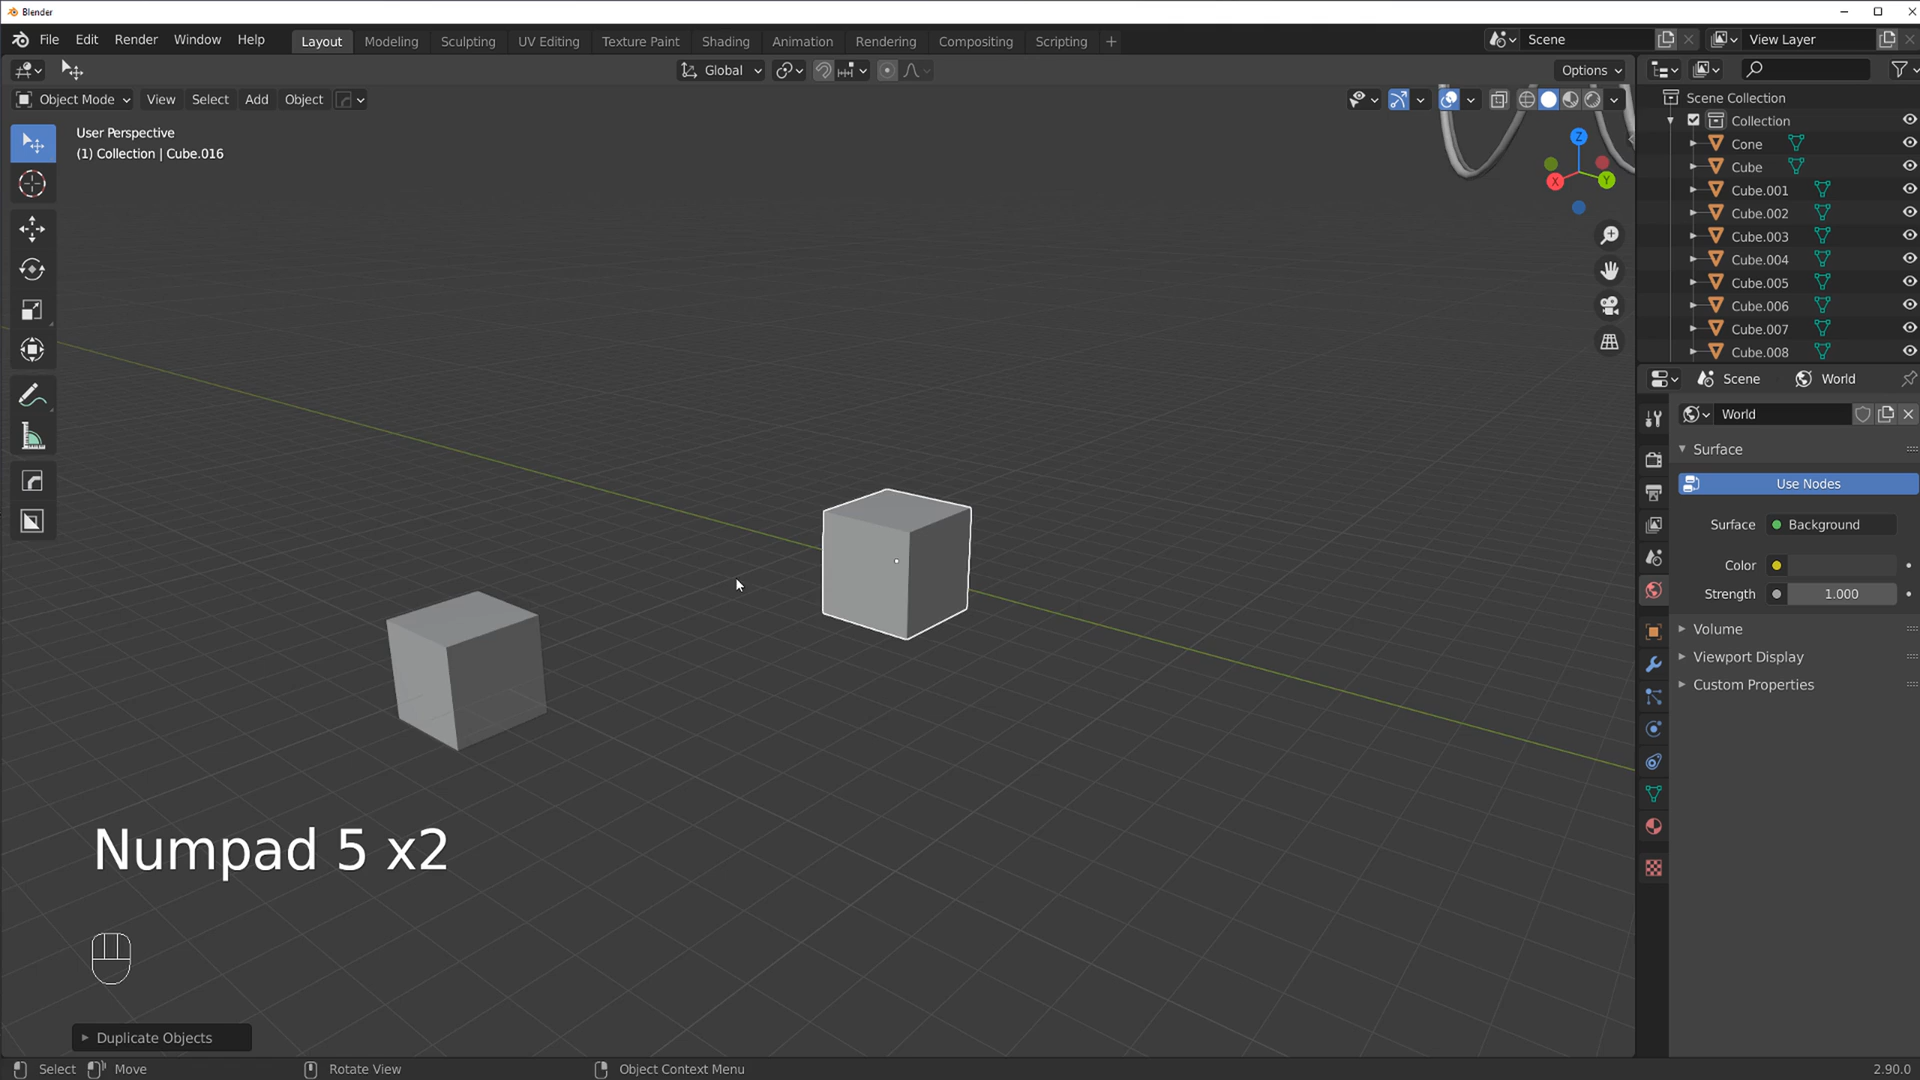 Blender
File Edit Render Window Help Layout Modeling Sculpting UV Editing Texture Paint Shading Animation Rendering Compositing Scripting + Scene View Layer
Global Options
Object Mode View Select Add Object
User Perspective
(1) Collection | Cube.016
Z
X
Y
Scene Collection
Collection
Cone
Cube
Cube.001
Cube.002
Cube.003
Cube.004
Cube.005
Cube.006
Cube.007
Cube.008
Scene World
World
Surface
Use Nodes
Surface Background
Color
Strength 1.000
Volume
Viewport Display
Custom Properties
Numpad 5 x2
Duplicate Objects
Select Move Rotate View Object Context Menu 2.90.0